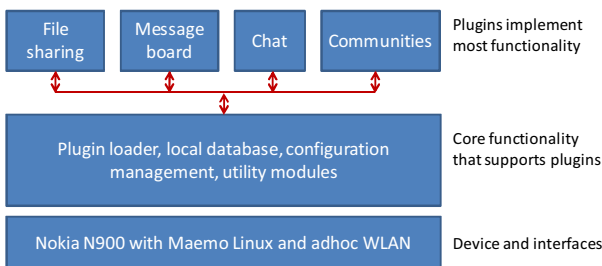 File
sharing
Message
board
Chat
Communities
Plugins implement
most functionality
Plugin loader, local database, configuration
management, utility modules
Core functionality
that supports plugins
Nokia N900 with Maemo Linux and adhoc WLAN
Device and interfaces